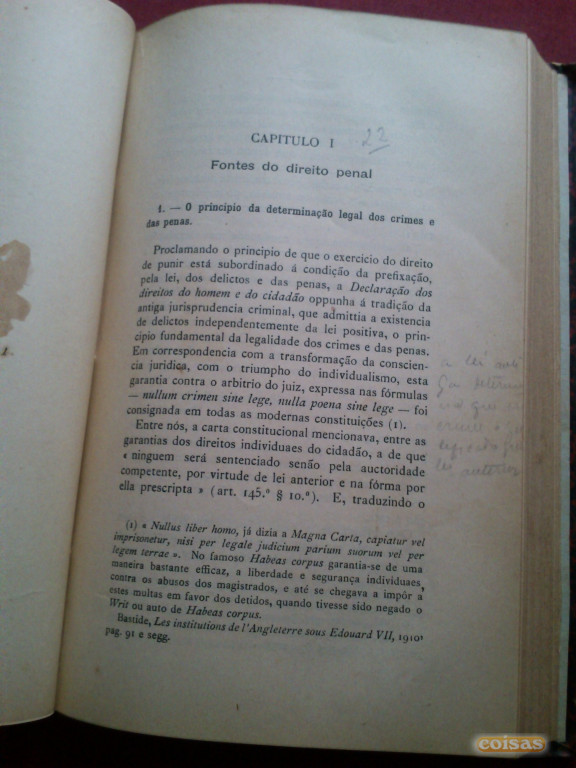 CAPITULO I
22
Fontes do direito penal
1. — O principio da determinação legal dos crimes e
das penas.
Proclamando o principio de que o exercicio do direito
de punir está subordinado á condição da prefixação,
pela lei, dos delictos e das penas, a Declaração dos
direitos do homem e do cidadão oppunha á tradição da
antiga jurisprudencia criminal, que admittia a existencia
de delictos independentemente da lei positiva, o prin-
cipio fundamental da legalidade dos crimes e das penas.
Em correspondencia com a transformação da conscien-
cia juridica, com o triumpho do individualismo, esta
garantia contra o arbitrio do juiz, expressa nas fórmulas
— nullum crimen sine lege, nulla poena sine lege — foi
consignada em todas as modernas constituições (1).
Entre nós, a carta constitucional mencionava, entre as
garantias dos direitos individuaes do cidadão, a de que
« ninguem será sentenciado senão pela auctoridade
competente, por virtude de lei anterior e na fórma por
ella prescripta » (art. 145.º § 10.º). E, traduzindo o
a lei
que
crime
lei anterior
(1) « Nullus liber homo, já dizia a Magna Carta, capiatur vel
imprisonetur, nisi per legale judicium parium suorum vel per
legem terrae ». No famoso Habeas corpus garantia-se de uma
maneira bastante efficaz, a liberdade e segurança individuaes,
contra os abusos dos magistrados, e até se chegava a impôr a
estes multas em favor dos detidos, quando tivesse sido negado o
Writ ou auto de Habeas corpus.
Bastide, Les institutions de l'Angleterre sous Edouard VII, 1910,
pag. 91 e segg.
coisas